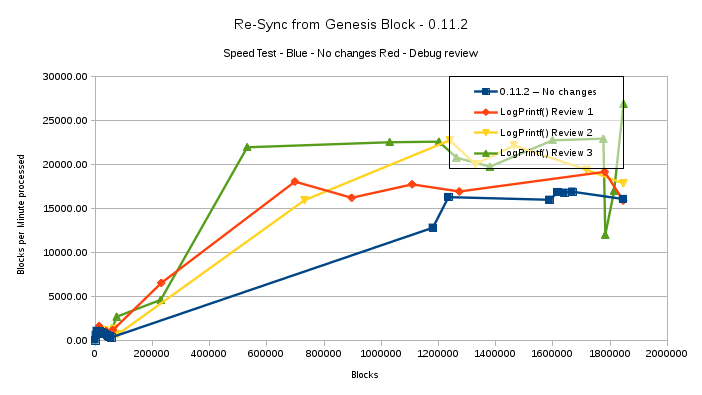 Re-Sync from Genesis Block - 0.11.2
Speed Test - Blue - No changes Red - Debug review
Blocks per Minute processed
30000.00
25000.00
20000.00
15000.00
10000.00
5000.00
0.00
0.11.2 – No changes
LogPrintf() Review 1
LogPrintf() Review 2
LogPrintf() Review 3
0
200000
400000
600000
800000
1000000
1200000
1400000
1600000
1800000
2000000
Blocks